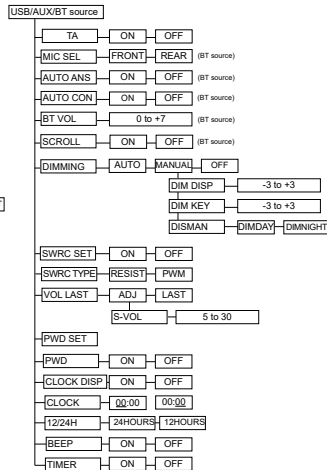 USB/AUX/BT source
TA ON OFF
MIC SEL FRONT REAR (BT source)
AUTO ANS ON OFF (BT source)
AUTO CON ON OFF (BT source)
BT VOL 0 to +7 (BT source)
SCROLL ON OFF (BT source)
DIMMING AUTO MANUAL OFF
DIM DISP -3 to +3
DIM KEY -3 to +3
DISMAN DIMDAY DIMNIGHT
SWRC SET ON OFF
SWRC TYPE RESIST PWM
VOL LAST ADJ LAST
S-VOL 5 to 30
PWD SET
PWD ON OFF
CLOCK DISP ON OFF
CLOCK 00:00 00:00
12/24H 24HOURS 12HOURS
BEEP ON OFF
TIMER ON OFF